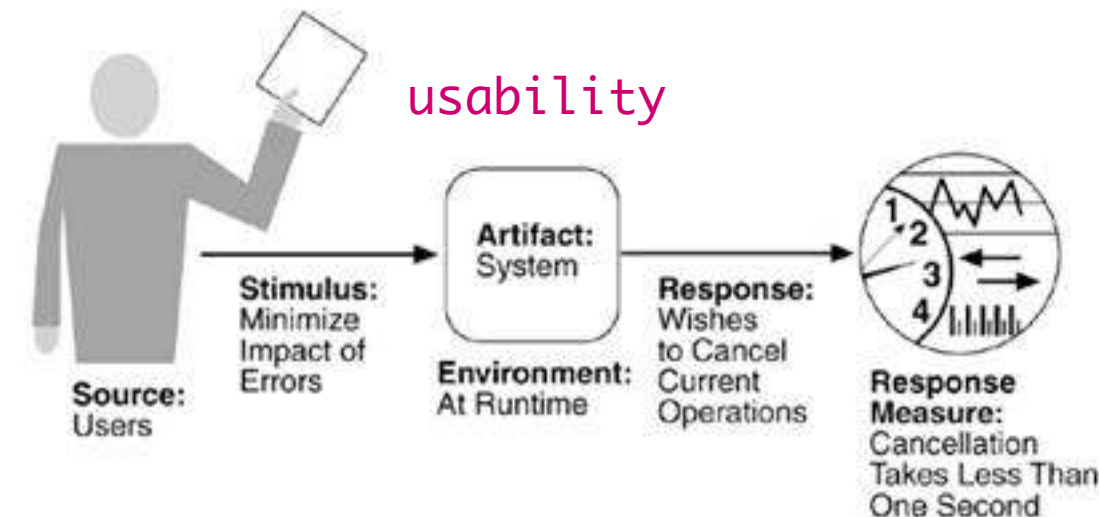 usability
Source:
Users
Stimulus:
Minimize
Impact of
Errors
Artifact:
System
Environment:
At Runtime
Response:
Wishes
to Cancel
Current
Operations
1
2
3
4
Response
Measure:
Cancellation
Takes Less Than
One Second